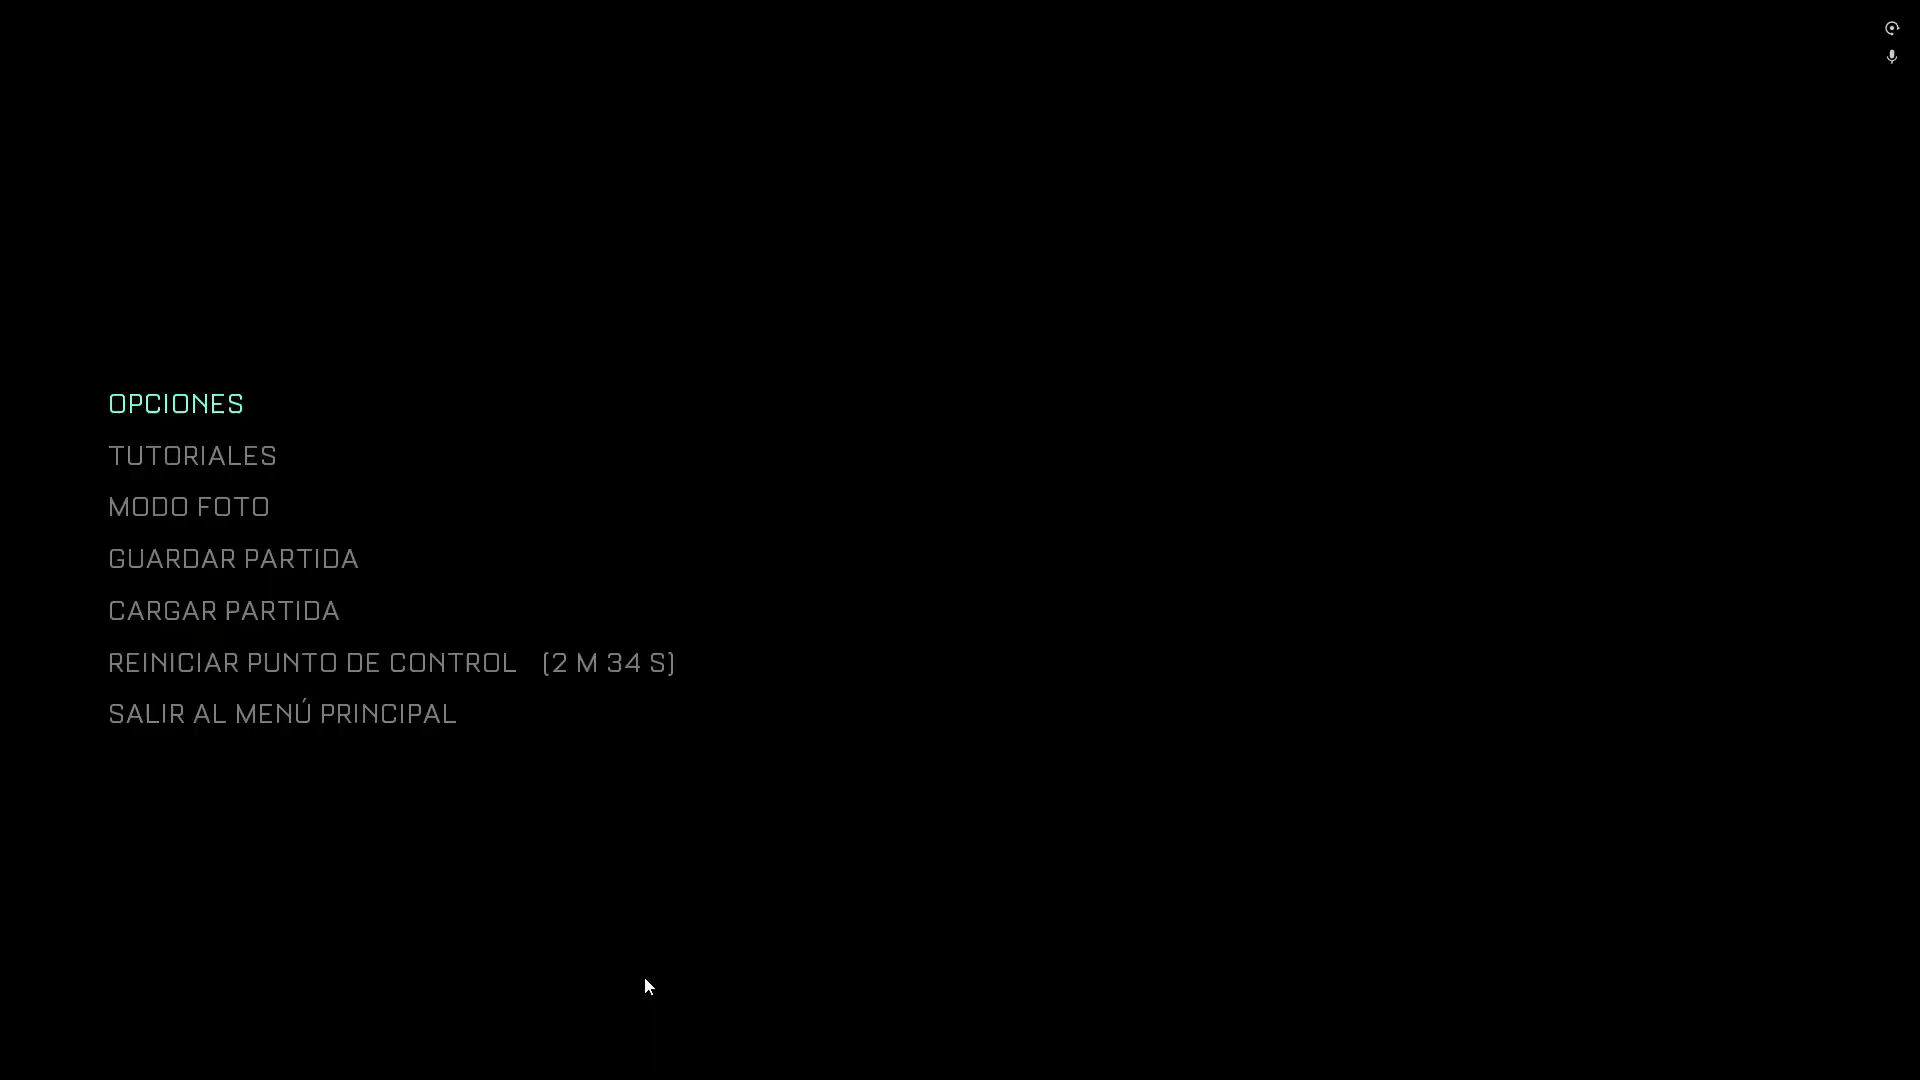 OPCIONES
TUTORIALES
MODO FOTO
GUARDAR PARTIDA
CARGAR PARTIDA
REINICIAR PUNTO DE CONTROL (2 M 34 S)
SALIR AL MENÚ PRINCIPAL